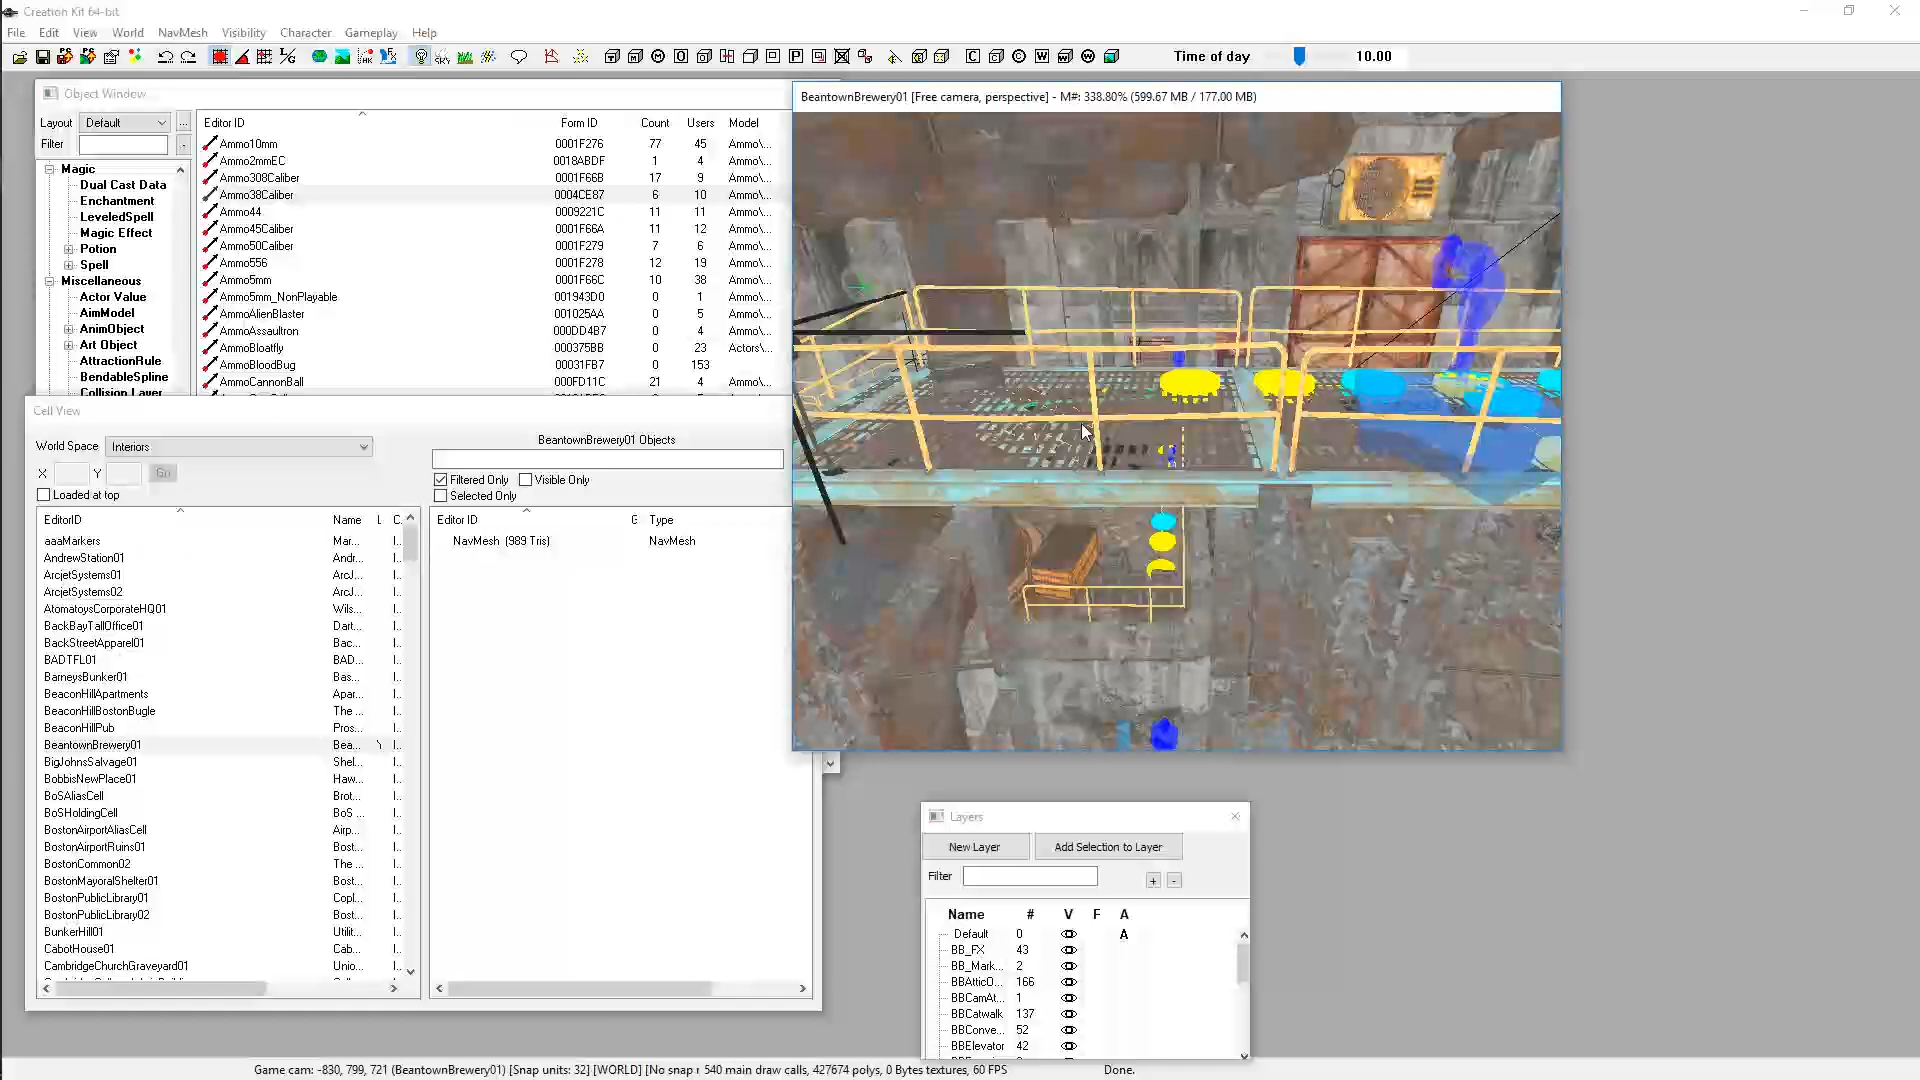 Creation Kit 64-bit
File Edit View World NavMesh Visibility Character Gameplay Help
Time of day 10.00
Object Window
Layout Default ...
Filter
Magic
Dual Cast Data
Enchantment
LeveledSpell
Magic Effect
Potion
Spell
Miscellaneous
Actor Value
AimModel
AnimObject
Art Object
AttractionRule
BendableSpline
Collision Layer
Editor ID Form ID Count Users Model
Ammo10mm 0001F276 77 45 Ammo\...
Ammo2mmEC 0018ABDF 1 4 Ammo\...
Ammo308Caliber 0001F66B 17 9 Ammo\...
Ammo38Caliber 0004CE87 6 10 Ammo\...
Ammo44 0009221C 11 11 Ammo\...
Ammo45Caliber 0001F66A 11 12 Ammo\...
Ammo50Caliber 0001F279 7 6 Ammo\...
Ammo556 0001F278 12 19 Ammo\...
Ammo5mm 0001F66C 10 38 Ammo\...
Ammo5mm_NonPlayable 001943D0 0 1 Ammo\...
AmmoAlienBlaster 001025AA 0 5 Ammo\...
AmmoAssaultron 000DD4B7 0 4 Ammo\...
AmmoBloatfly 000375BB 0 23 Actors\...
AmmoBloodBug 00031FB7 0 153
AmmoCannonBall 000FD11C 21 4 Ammo\...
BeantownBrewery01 [Free camera, perspective] - M#: 338.80% (599.67 MB / 177.00 MB)
Cell View
World Space Interiors
X Y Go
Loaded at top
BeantownBrewery01 Objects
Filtered Only Visible Only
Selected Only
EditorID Name L C.
aaaMarkers Mar... I..
AndrewStation01 Andr... I..
ArcjetSystems01 ArcJ... I..
ArcjetSystems02 ArcJ... I..
AtomatoysCorporateHQ01 Wils... I..
BackBayTallOffice01 Dart... I..
BackStreetApparel01 Bac... I..
BADTFL01 BAD... I..
BarneysBunker01 Bas... I..
BeaconHillApartments Apar... I..
BeaconHillBostonBugle The ... I..
BeaconHillPub Pros... I..
BeantownBrewery01 Bea... Y I..
BigJohnsSalvage01 Shel... I..
BobbisNewPlace01 Haw... I..
BoSAliasCell Brot... I..
BoSHoldingCell BoS ... I..
BostonAirportAliasCell Airp... I..
BostonAirportRuins01 Bost... I..
BostonCommon02 The ... I..
BostonMayoralShelter01 Bost... I..
BostonPublicLibrary01 Copl... I..
BostonPublicLibrary02 Bost... I..
BunkerHill01 Utilit... I..
CabotHouse01 Cab... I..
CambridgeChurchGraveyard01 Unio... I..
Editor ID G Type
NavMesh (989 Tris) NavMesh
Layers
New Layer Add Selection to Layer
Filter + -
Name # V F A
Default 0 A
BB_FX 43
BB_Mark... 2
BBAtticO... 166
BBCamAt... 1
BBCatwalk 137
BBConve... 52
BBElevator 42
Game cam: -830, 799, 721 (BeantownBrewery01) [Snap units: 32] [WORLD] [No snap r 540 main draw calls, 427674 polys, 0 Bytes textures, 60 FPS Done.